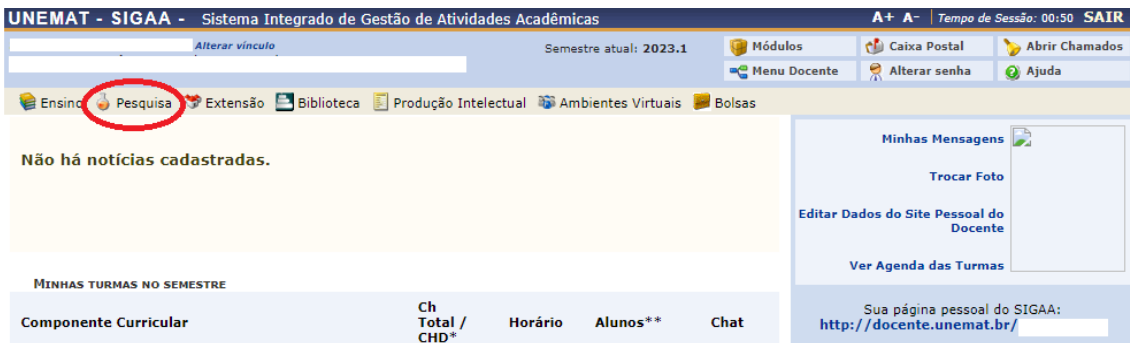 UNEMAT - SIGAA - Sistema Integrado de Gestão de Atividades Acadêmicas A+ A- | Tempo de Sessão: 00:50 SAIR
Alterar vínculo
Semestre atual: 2023.1
Módulos Caixa Postal Abrir Chamados
Menu Docente Alterar senha Ajuda
Ensino Pesquisa Extensão Biblioteca Produção Intelectual Ambientes Virtuais Bolsas
Não há notícias cadastradas.
Minhas Mensagens
Trocar Foto
Editar Dados do Site Pessoal do
Docente
Ver Agenda das Turmas
MINHAS TURMAS NO SEMESTRE
Componente Curricular
Ch
Total /
CHD*
Horário Alunos** Chat
Sua página pessoal do SIGAA:
http://docente.unemat.br/